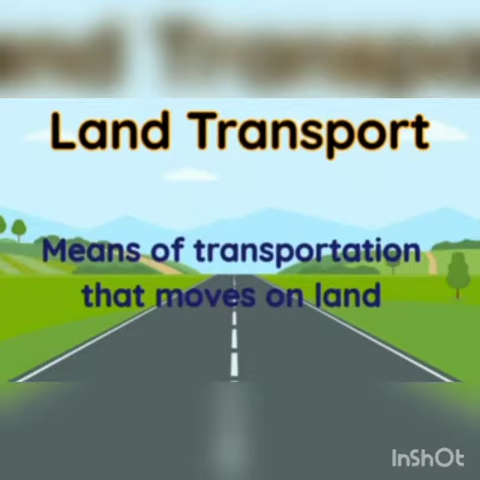 Land Transport
Means of transportation
that moves on land
InShOt